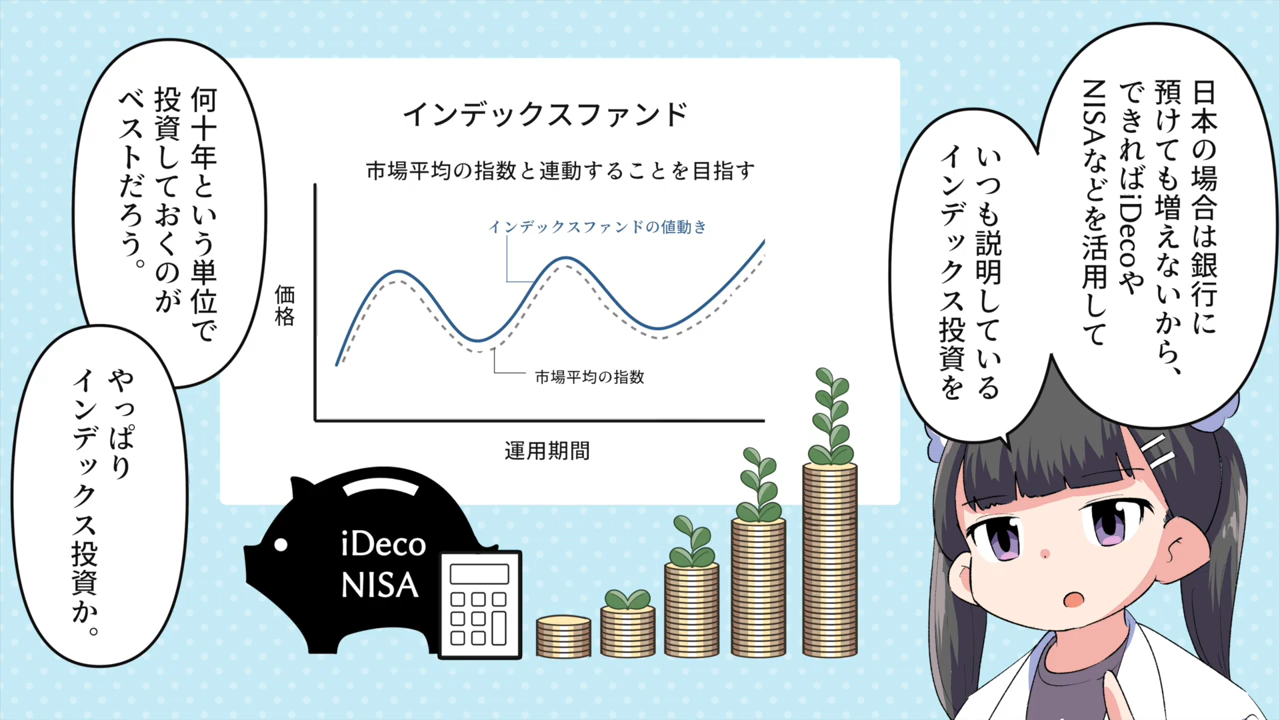 日本の場合は銀行に
預けても増えないから、
できればiDecoや
NISAなどを活用して
いつも説明している
インデックス投資を
何十年という単位で
投資しておくのが
ベストだろう。
やっぱり
インデックス投資か。
インデックスファンド
市場平均の指数と連動することを目指す
インデックスファンドの値動き
価格
市場平均の指数
運用期間
iDeco
NISA